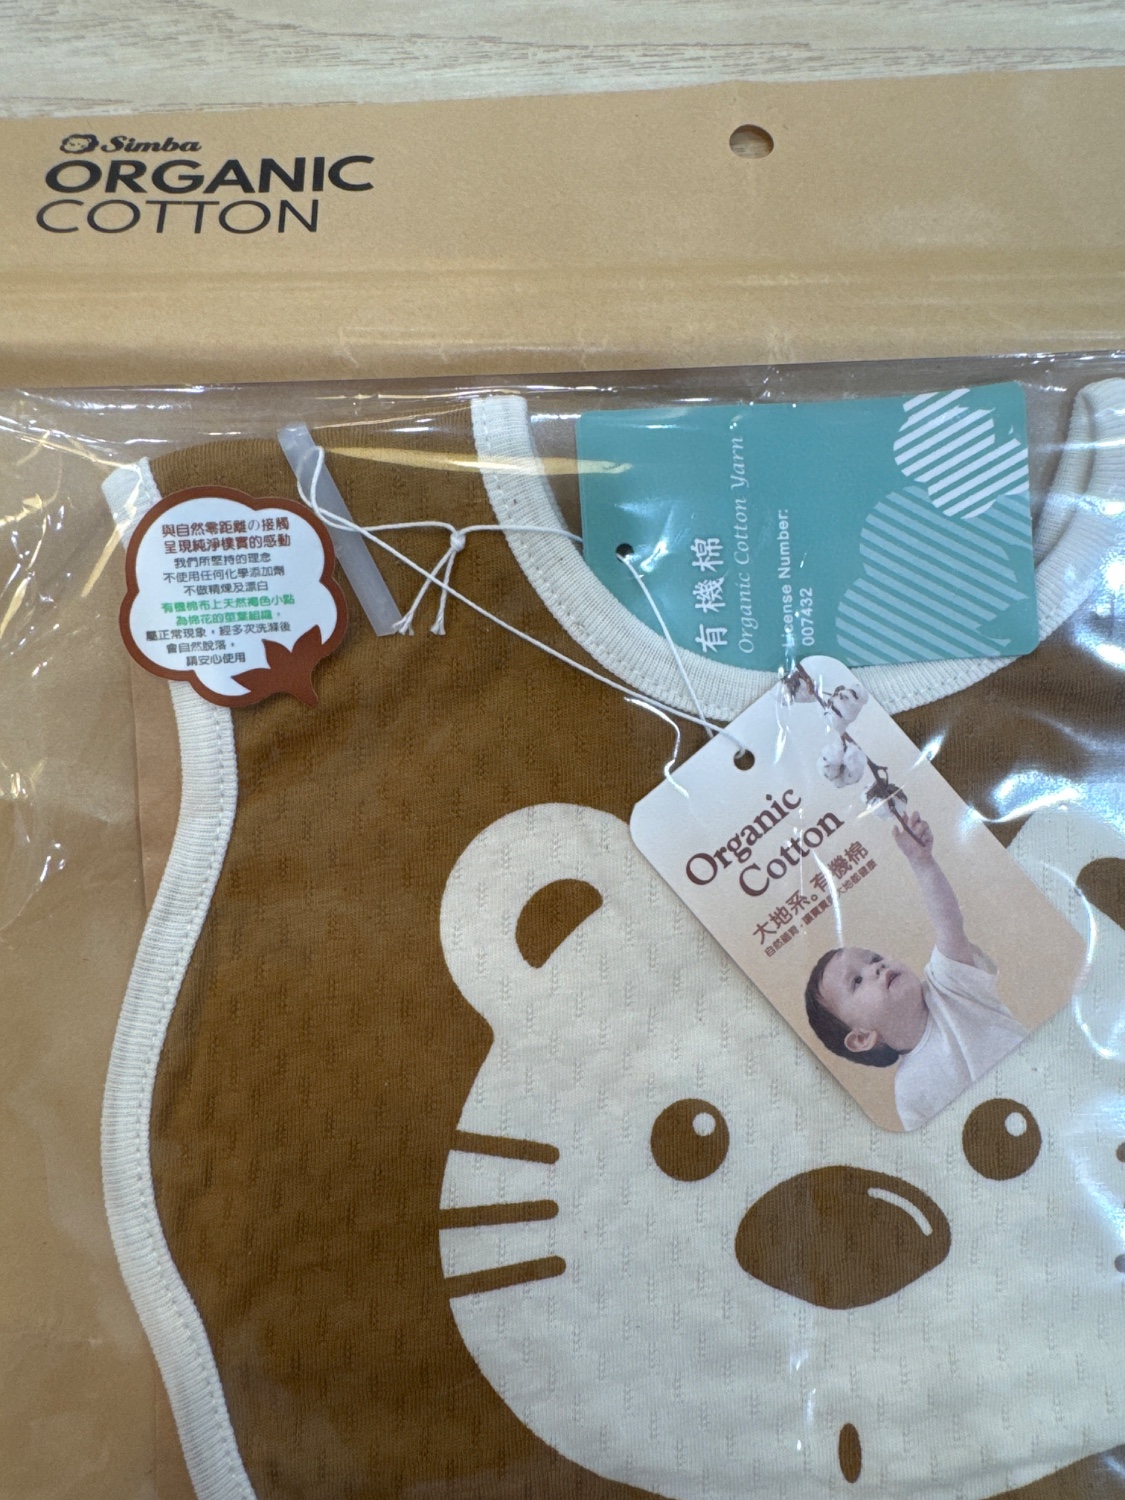 Simba
ORGANIC
COTTON
與自然零距離の接觸
呈現純淨樸實的感動
我們所堅持的理念
不使用任何化學添加劑
不做精煉及漂白
有機棉布上天然褐色小點
為棉花的莖葉組織，
屬正常現象，經多次洗滌後
會自然脫落，
請安心使用
有機棉
Organic Cotton Yarn
License Number:
007432
Organic
Cotton
大地系。有機棉
自然細育，